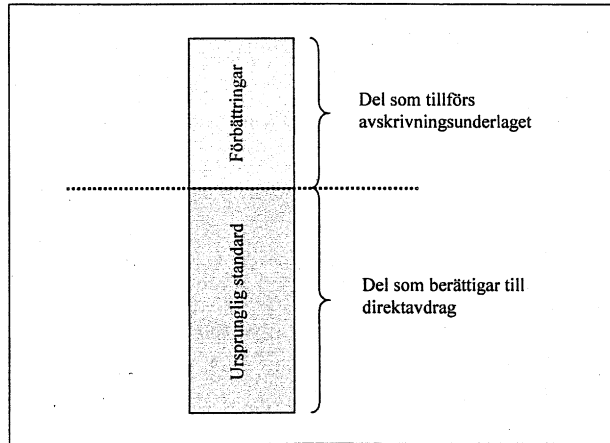 Förbättringar
Del som tillförs
avskrivningsunderlaget
Ursprunglig standard
Del som berättigar till
direktavdrag